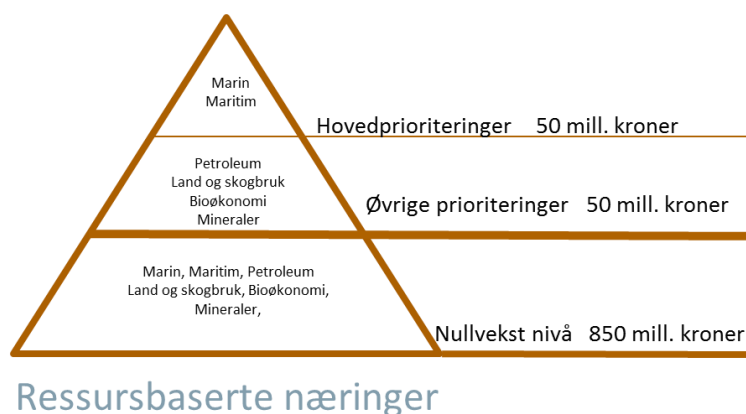 Marin
Maritim
Hovedprioriteringer 50 mill. kroner
Petroleum
Land og skogbruk
Bioøkonomi
Mineraler
Øvrige prioriteringer 50 mill. kroner
Marin, Maritim, Petroleum
Land og skogbruk, Bioøkonomi,
Mineraler,
Nullvekst nivå 850 mill. kroner
Ressursbaserte næringer